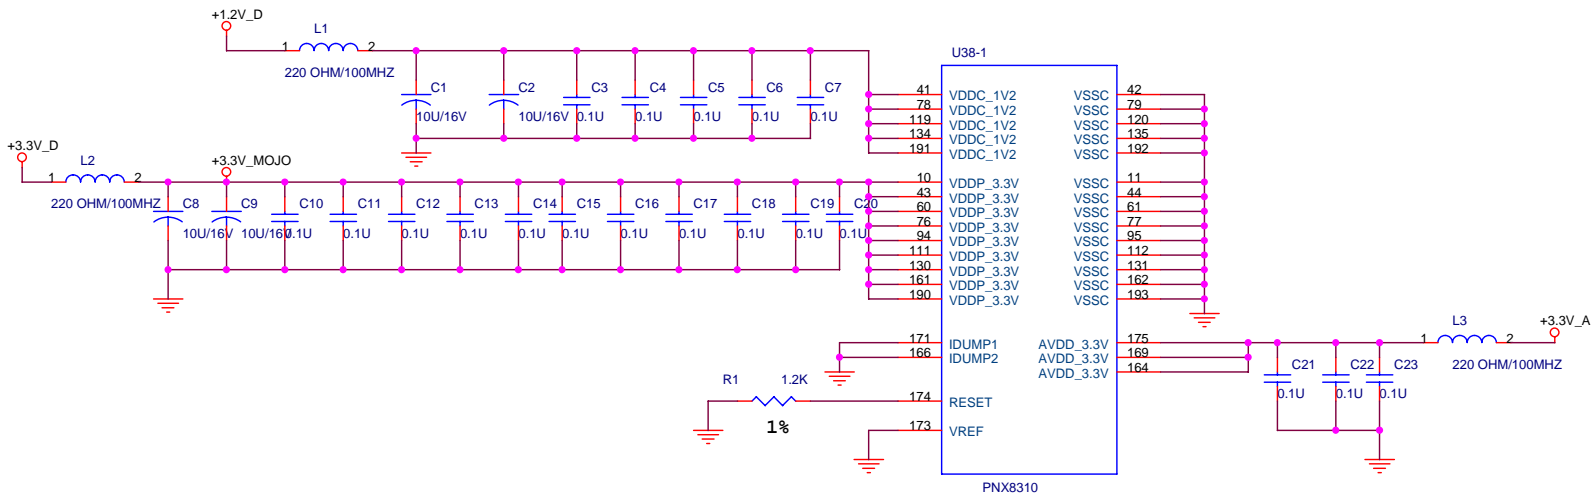 +1.2V_D
L1
1 2
220 OHM/100MHZ
C1 C2 C3 C4 C5 C6 C7
10U/16V 10U/16V 0.1U 0.1U 0.1U 0.1U 0.1U
+3.3V_D
L2
1 2
220 OHM/100MHZ
+3.3V_MOJO
C8 C9 C10 C11 C12 C13 C14 C15 C16 C17 C18 C19 C20
10U/16V 10U/16V 0.1U 0.1U 0.1U 0.1U 0.1U 0.1U 0.1U 0.1U 0.1U 0.1U 0.1U
U38-1
41 VDDC_1V2 VSSC 42
78 VDDC_1V2 VSSC 79
119 VDDC_1V2 VSSC 120
134 VDDC_1V2 VSSC 135
191 VDDC_1V2 VSSC 192
10 VDDP_3.3V VSSC 11
43 VDDP_3.3V VSSC 44
60 VDDP_3.3V VSSC 61
76 VDDP_3.3V VSSC 77
94 VDDP_3.3V VSSC 95
111 VDDP_3.3V VSSC 112
130 VDDP_3.3V VSSC 131
161 VDDP_3.3V VSSC 162
190 VDDP_3.3V VSSC 193
171 IDUMP1 AVDD_3.3V 175
166 IDUMP2 AVDD_3.3V 169
AVDD_3.3V 164
R1 1.2K
1%
174 RESET
173 VREF
PNX8310
L3
1 2
220 OHM/100MHZ
+3.3V_A
C21 C22 C23
0.1U 0.1U 0.1U